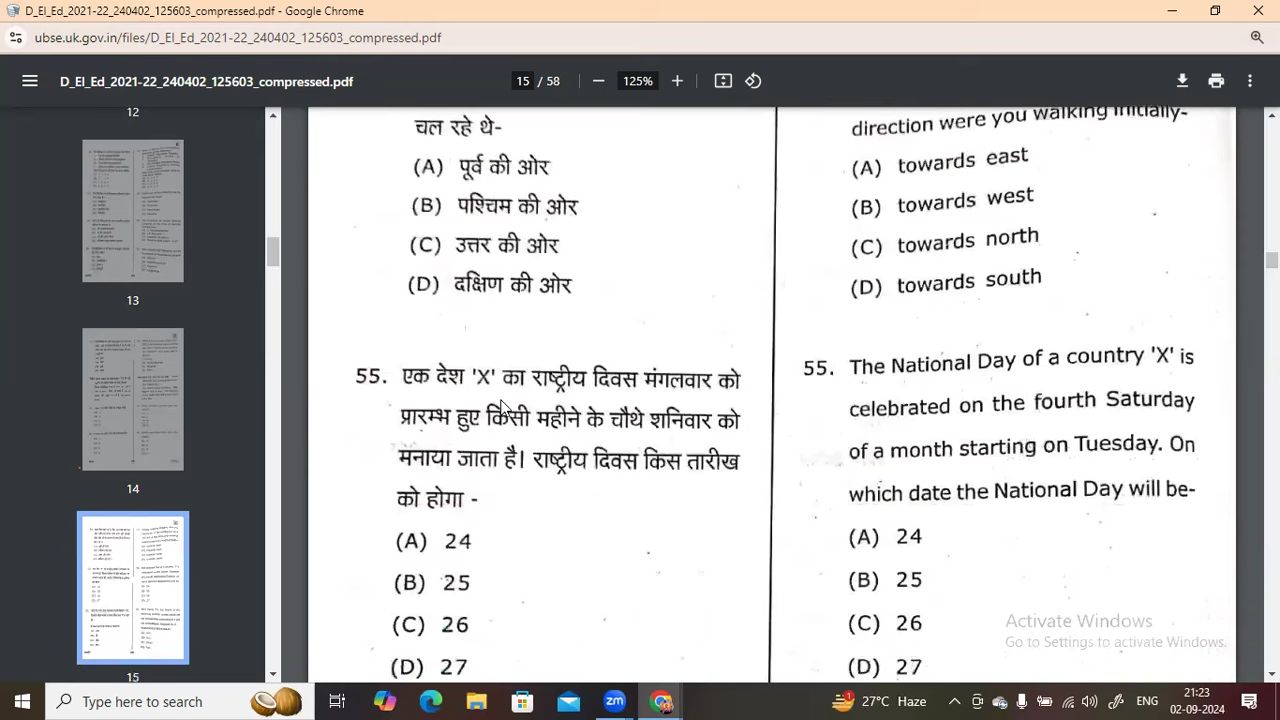 D_El_Ed_2021-22_240402_125603_compressed.pdf - Google Chrome
ubse.uk.gov.in/files/D_El_Ed_2021-22_240402_125603_compressed.pdf
D_El_Ed_2021-22_240402_125603_compressed.pdf
15 / 58
125%
12
13
14
15
चल रहे थे-
(A) पूर्व की ओर
(B) पश्चिम की ओर
(C) उत्तर की ओर
(D) दक्षिण की ओर
55. एक देश 'X' का राष्ट्रीय दिवस मंगलवार को
प्रारम्भ हुए किसी महीने के चौथे शनिवार को
मनाया जाता है। राष्ट्रीय दिवस किस तारीख
को होगा -
(A) 24
(B) 25
(C) 26
(D) 27
direction were you walking initially-
(A) towards east
(B) towards west
(C) towards north
(D) towards south
55. The National Day of a country 'X' is
celebrated on the fourth Saturday
of a month starting on Tuesday. On
which date the National Day will be-
(A) 24
(B) 25
(C) 26
(D) 27
Activate Windows
Go to Settings to activate Windows.
Type here to search
zm
1
27°C Haze
ENG
21:23
02-09-2024